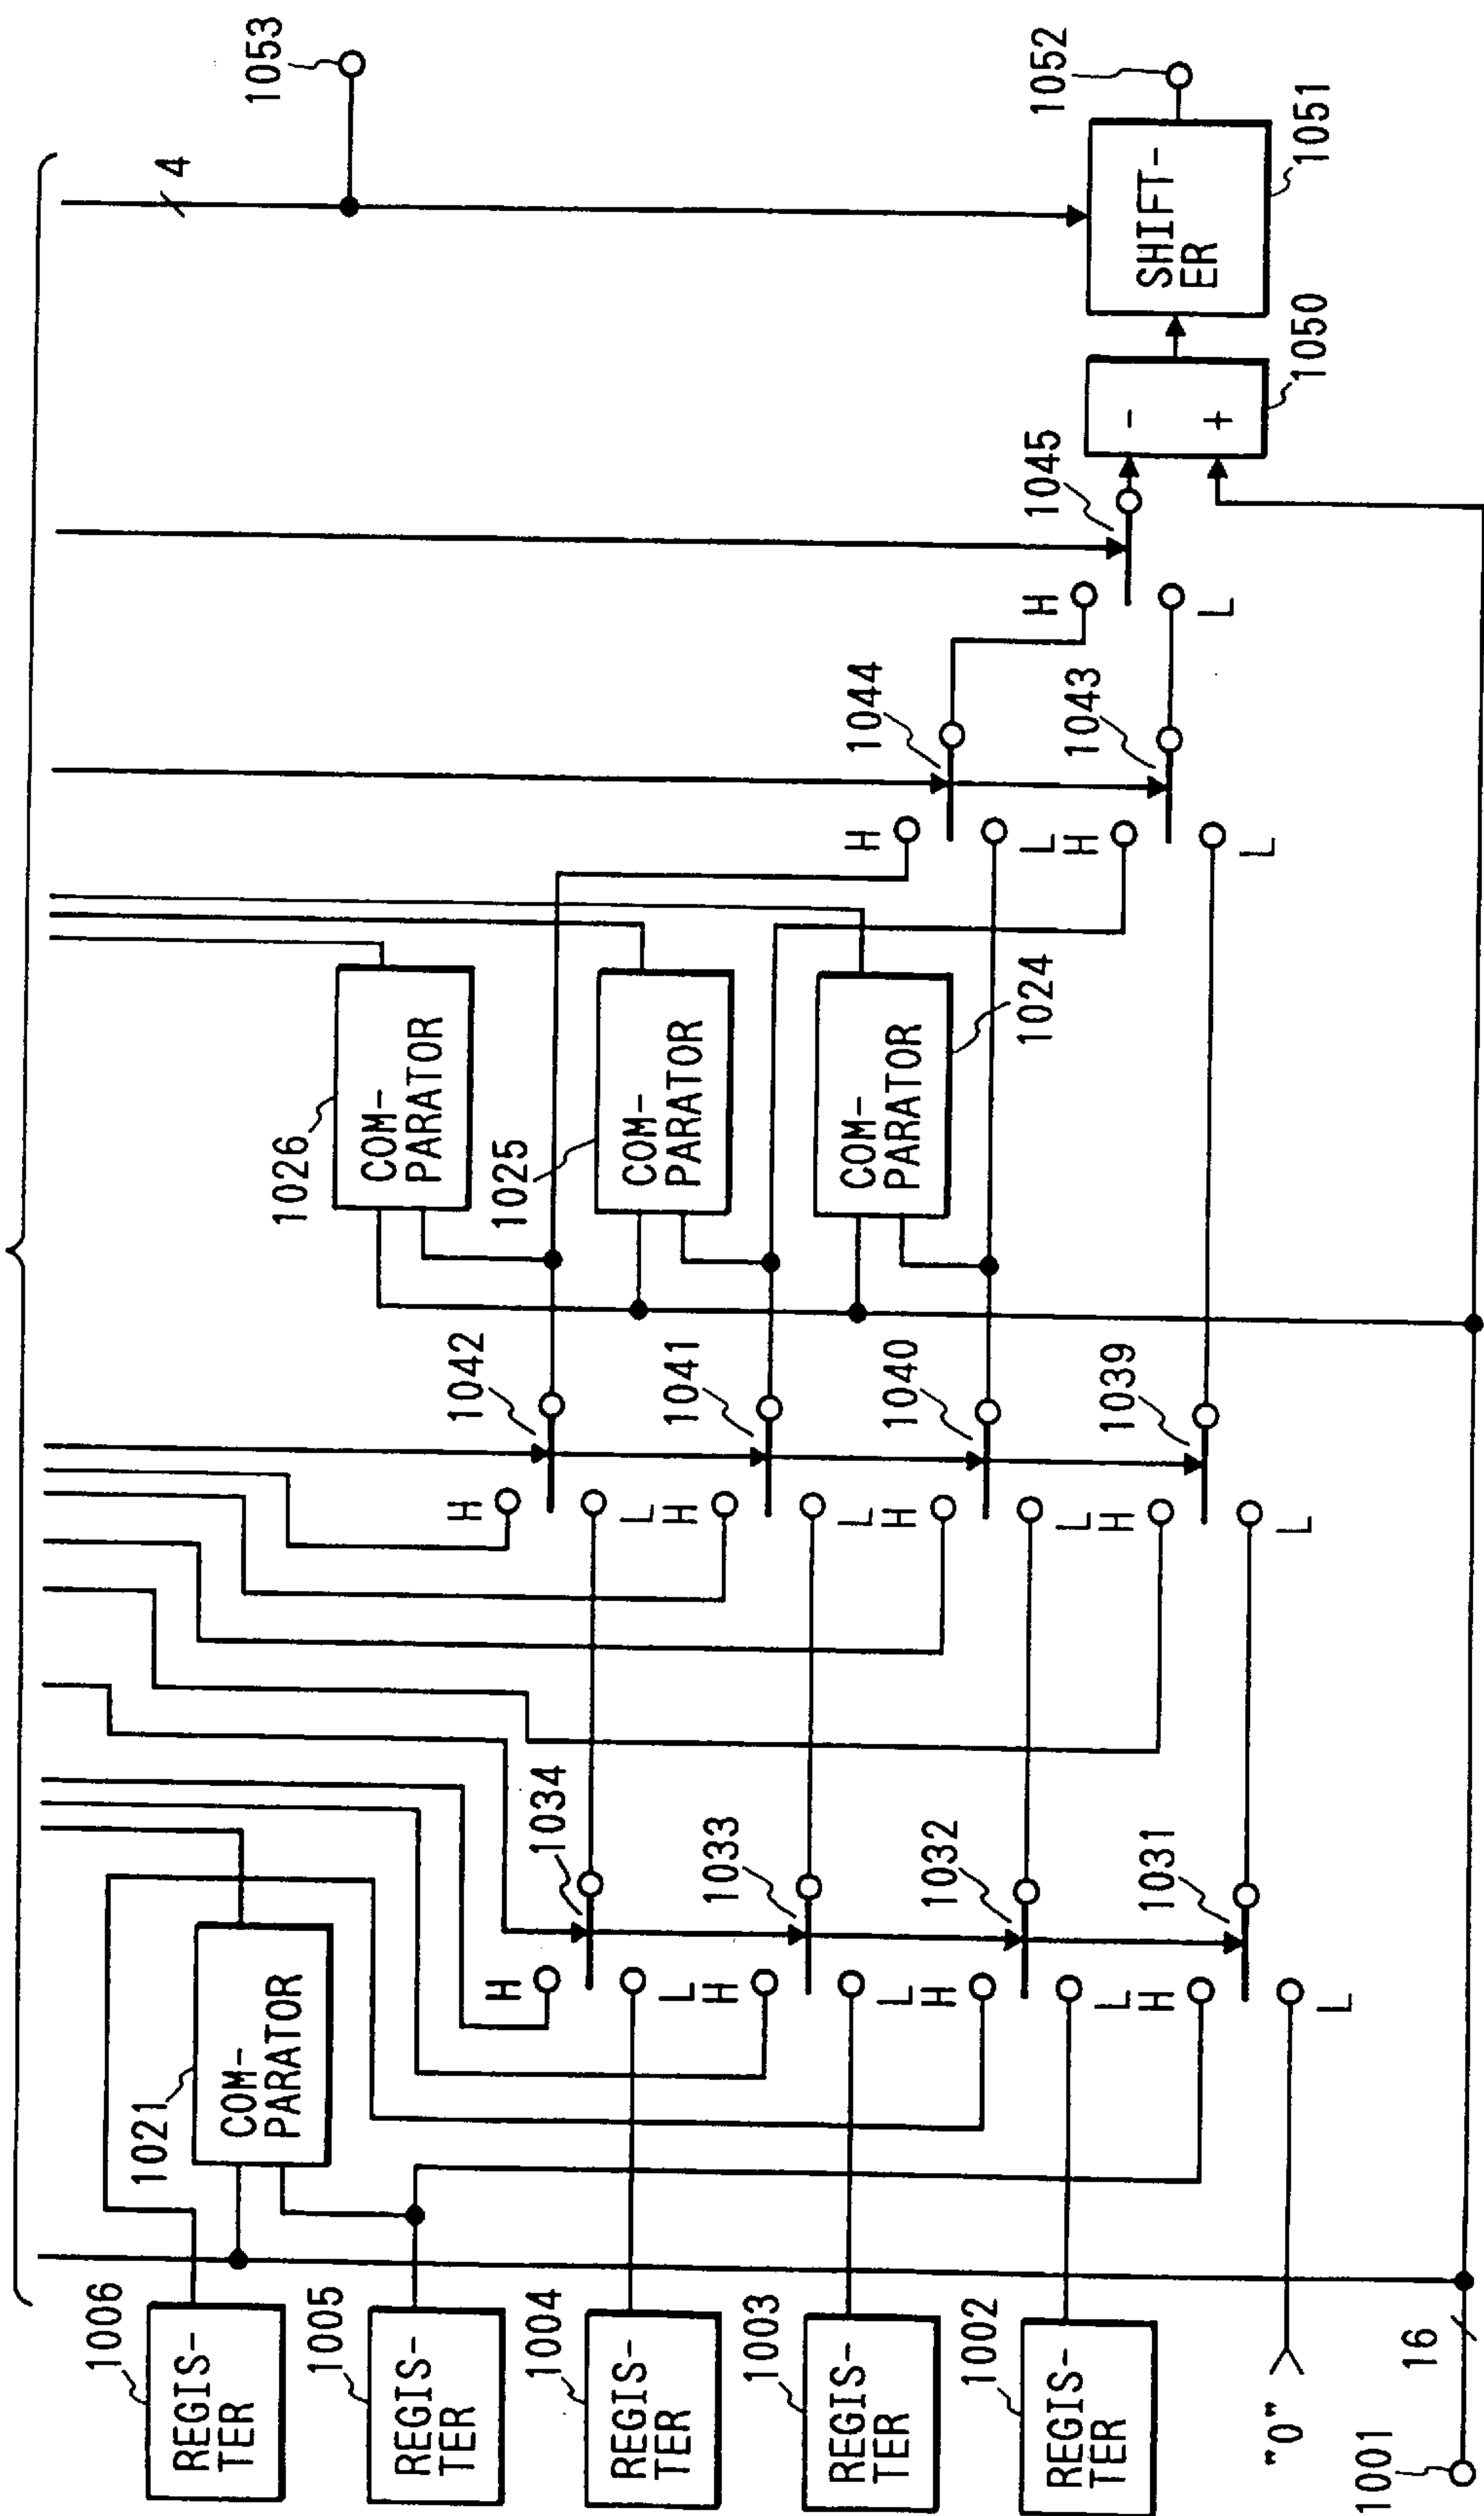 1006
REGIS-
TER
1005
REGIS-
TER
1004
REGIS-
TER
1003
REGIS-
TER
1002
REGIS-
TER
"0"
1001
16
1021
COM-
PARATOR
1034
H
L
1033
H
L
1032
H
L
1031
H
L
1042
H
L
1041
H
L
1040
H
L
1039
H
L
1026
COM-
PARATOR
1025
COM-
PARATOR
1024
COM-
PARATOR
1044
H
L
1043
H
L
1045
H
L
-
+
1050
SHIFT-
ER
1051
1052
4
1053